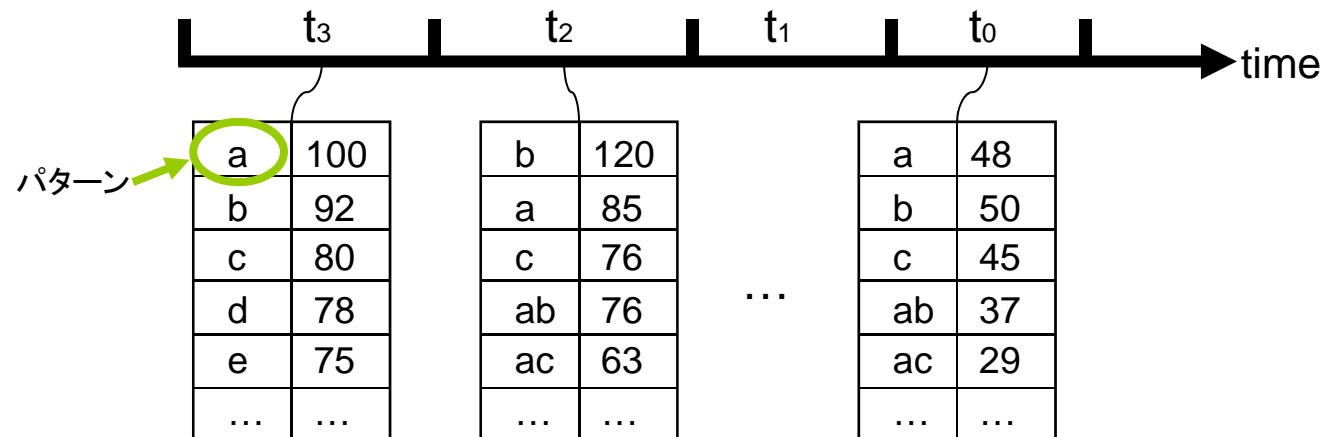 t3 t2 t1 t0
time
a 100 b 120 a 48
パターン
b 92 a 85 b 50
c 80 c 76 c 45
d 78 ab 76 … ab 37
e 75 ac 63 ac 29
… … … … … …